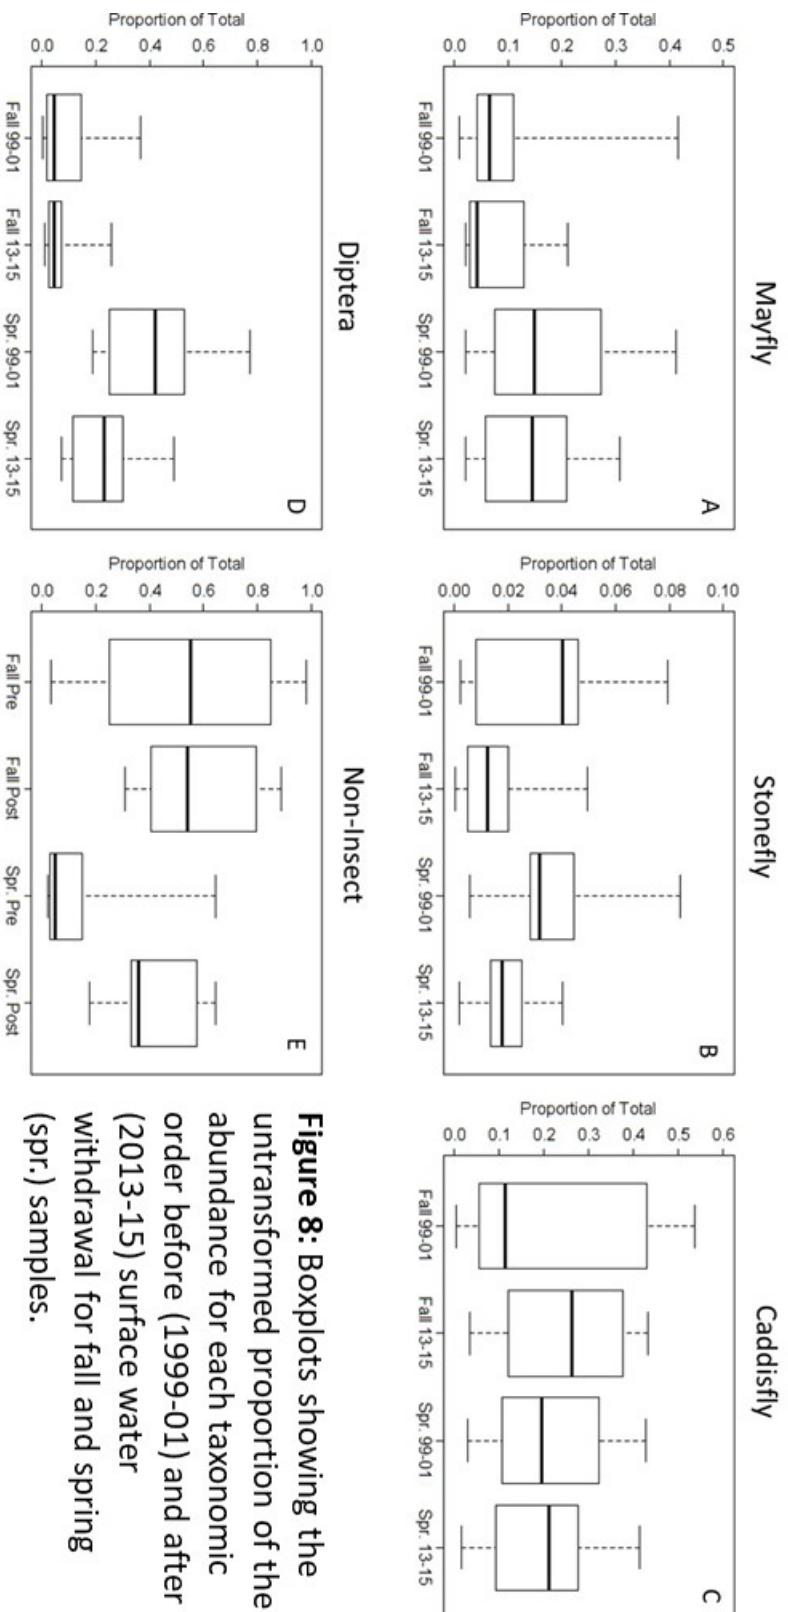 Mayfly
A
Proportion of Total
0.0 0.1 0.2 0.3 0.4 0.5
Fall 99-01 Fall 13-15 Spr. 99-01 Spr. 13-15
Stonefly
B
Proportion of Total
0.00 0.02 0.04 0.06 0.08 0.10
Fall 99-01 Fall 13-15 Spr. 99-01 Spr. 13-15
Caddisfly
C
Proportion of Total
0.0 0.1 0.2 0.3 0.4 0.5 0.6
Fall 99-01 Fall 13-15 Spr. 99-01 Spr. 13-15
Diptera
D
Proportion of Total
0.0 0.2 0.4 0.6 0.8 1.0
Fall 99-01 Fall 13-15 Spr. 99-01 Spr. 13-15
Non-Insect
E
Proportion of Total
0.0 0.2 0.4 0.6 0.8 1.0
Fall Pre Fall Post Spr. Pre Spr. Post
Figure 8: Boxplots showing the
untransformed proportion of the
abundance for each taxonomic
order before (1999-01) and after
(2013-15) surface water
withdrawal for fall and spring
(spr.) samples.